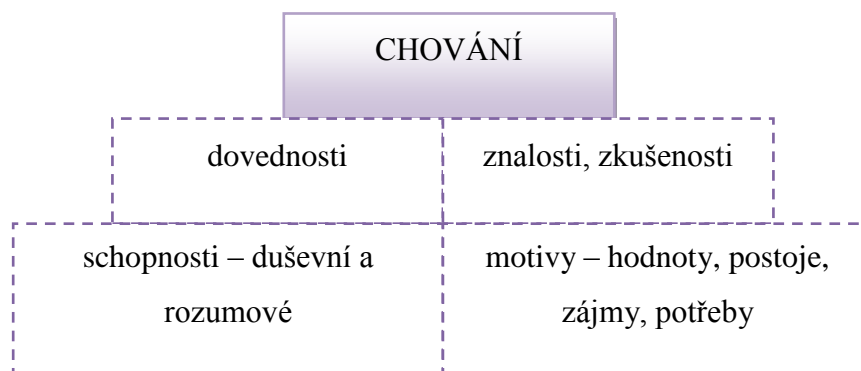 CHOVÁNÍ
dovednosti
znalosti, zkušenosti
schopnosti – duševní a
rozumové
motivy – hodnoty, postoje,
zájmy, potřeby